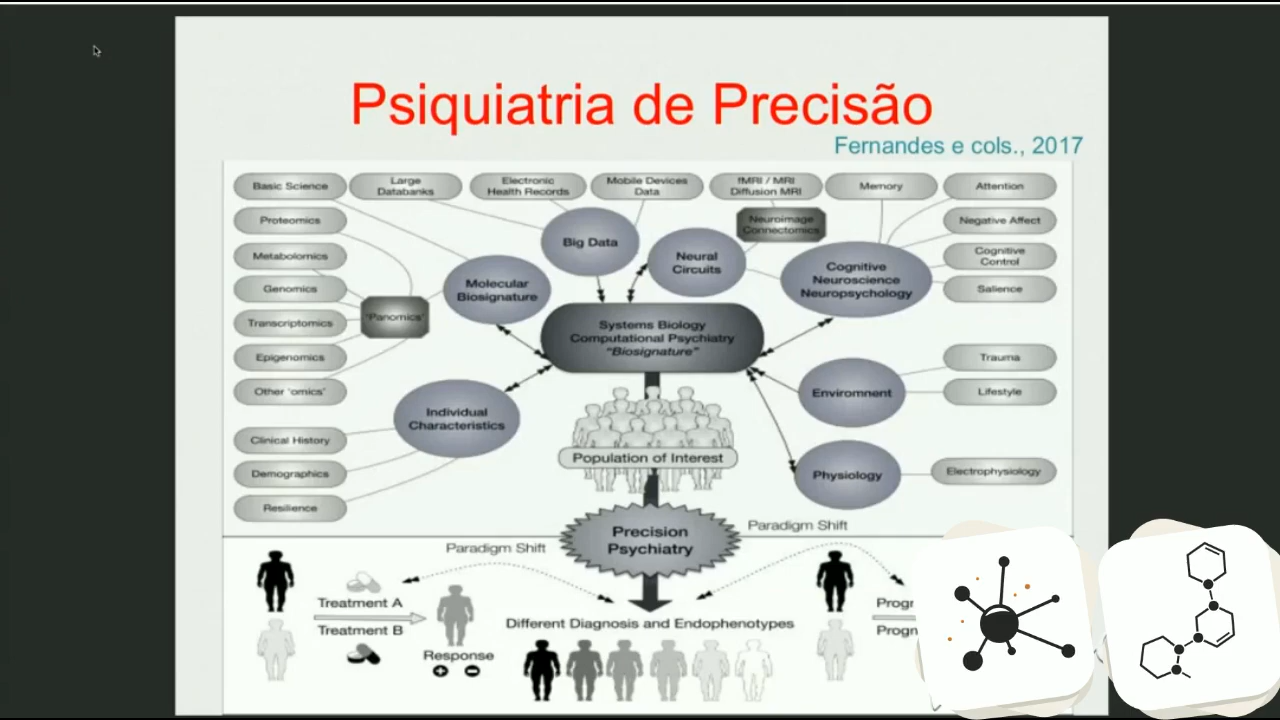 Psiquiatria de Precisão
Fernandes e cols., 2017
Basic Science
Large
Databanks
Electronic
Health Records
Mobile Devices
Data
fMRI / MRI
Diffusion MRI
Memory
Attention
Proteomics
Metabolomics
Genomics
Transcriptomics
Epigenomics
Other 'omics'
'Panomics'
Molecular
Biosignature
Big Data
Neural
Circuits
Neuroimage
Connectomics
Cognitive
Neuroscience
Neuropsychology
Negative Affect
Cognitive
Control
Salience
Systems Biology
Computational Psychiatry
"Biosignature"
Individual
Characteristics
Clinical History
Demographics
Resilience
Enviromnent
Trauma
Lifestyle
Physiology
Electrophysiology
Population of Interest
Precision
Psychiatry
Paradigm Shift
Paradigm Shift
Treatment A
Treatment B
Response
Different Diagnosis and Endophenotypes
Progr
Progn